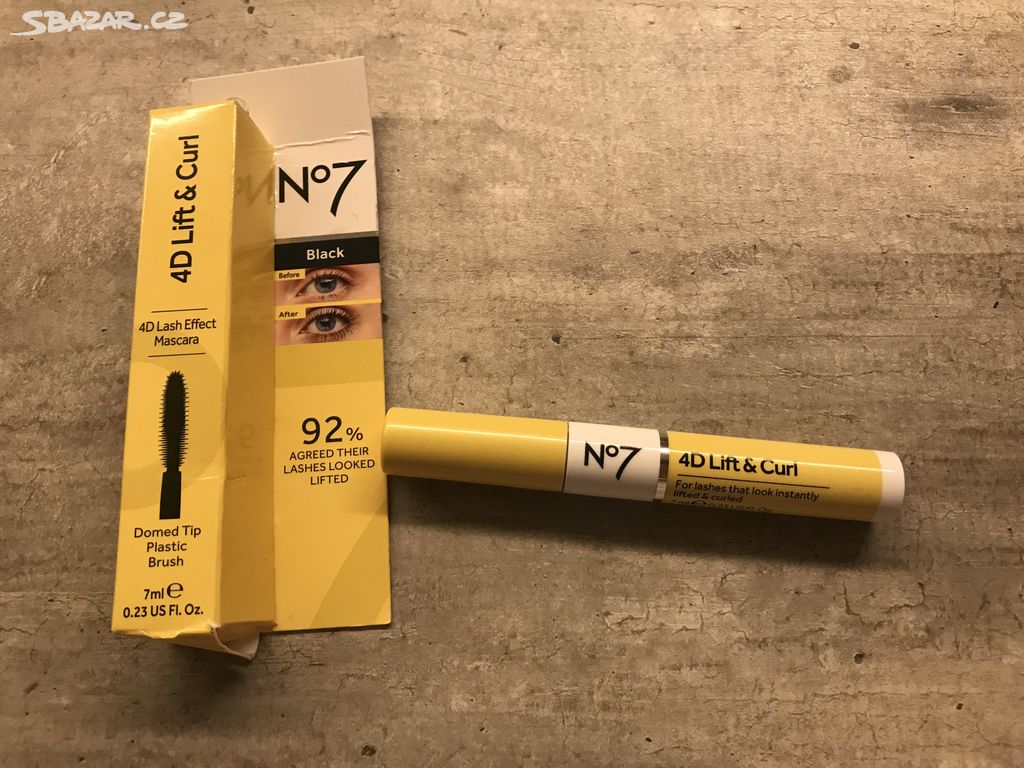 SBAZAR.CZ
4D Lift & Curl
4D Lash Effect
Mascara
Domed Tip
Plastic
Brush
7ml ℮
0.23 US Fl. Oz.
No7
Black
Before
After
92%
AGREED THEIR
LASHES LOOKED
LIFTED
No7
4D Lift & Curl
For lashes that look instantly
lifted & curled